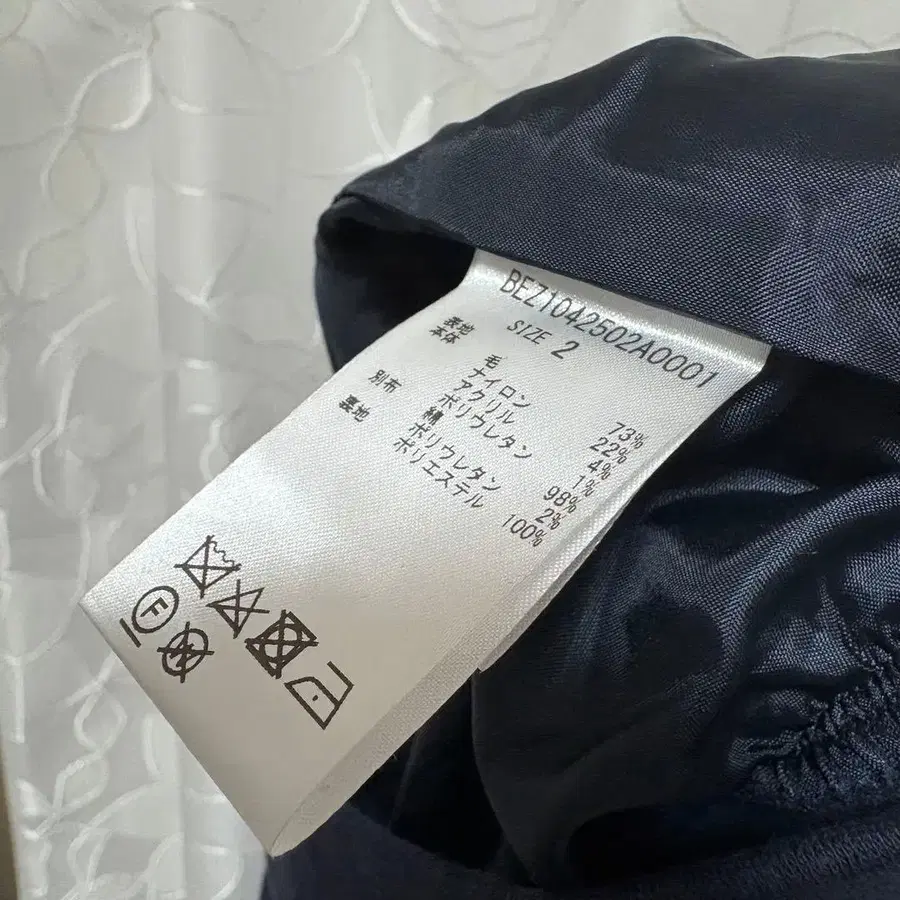 BEZ1042502A0001
SIZE 2
表地
本体 毛 73%
ナイロン 22%
アクリル 4%
ポリウレタン 1%
別布 絹 98%
ポリウレタン 2%
裏地 ポリエステル 100%
F